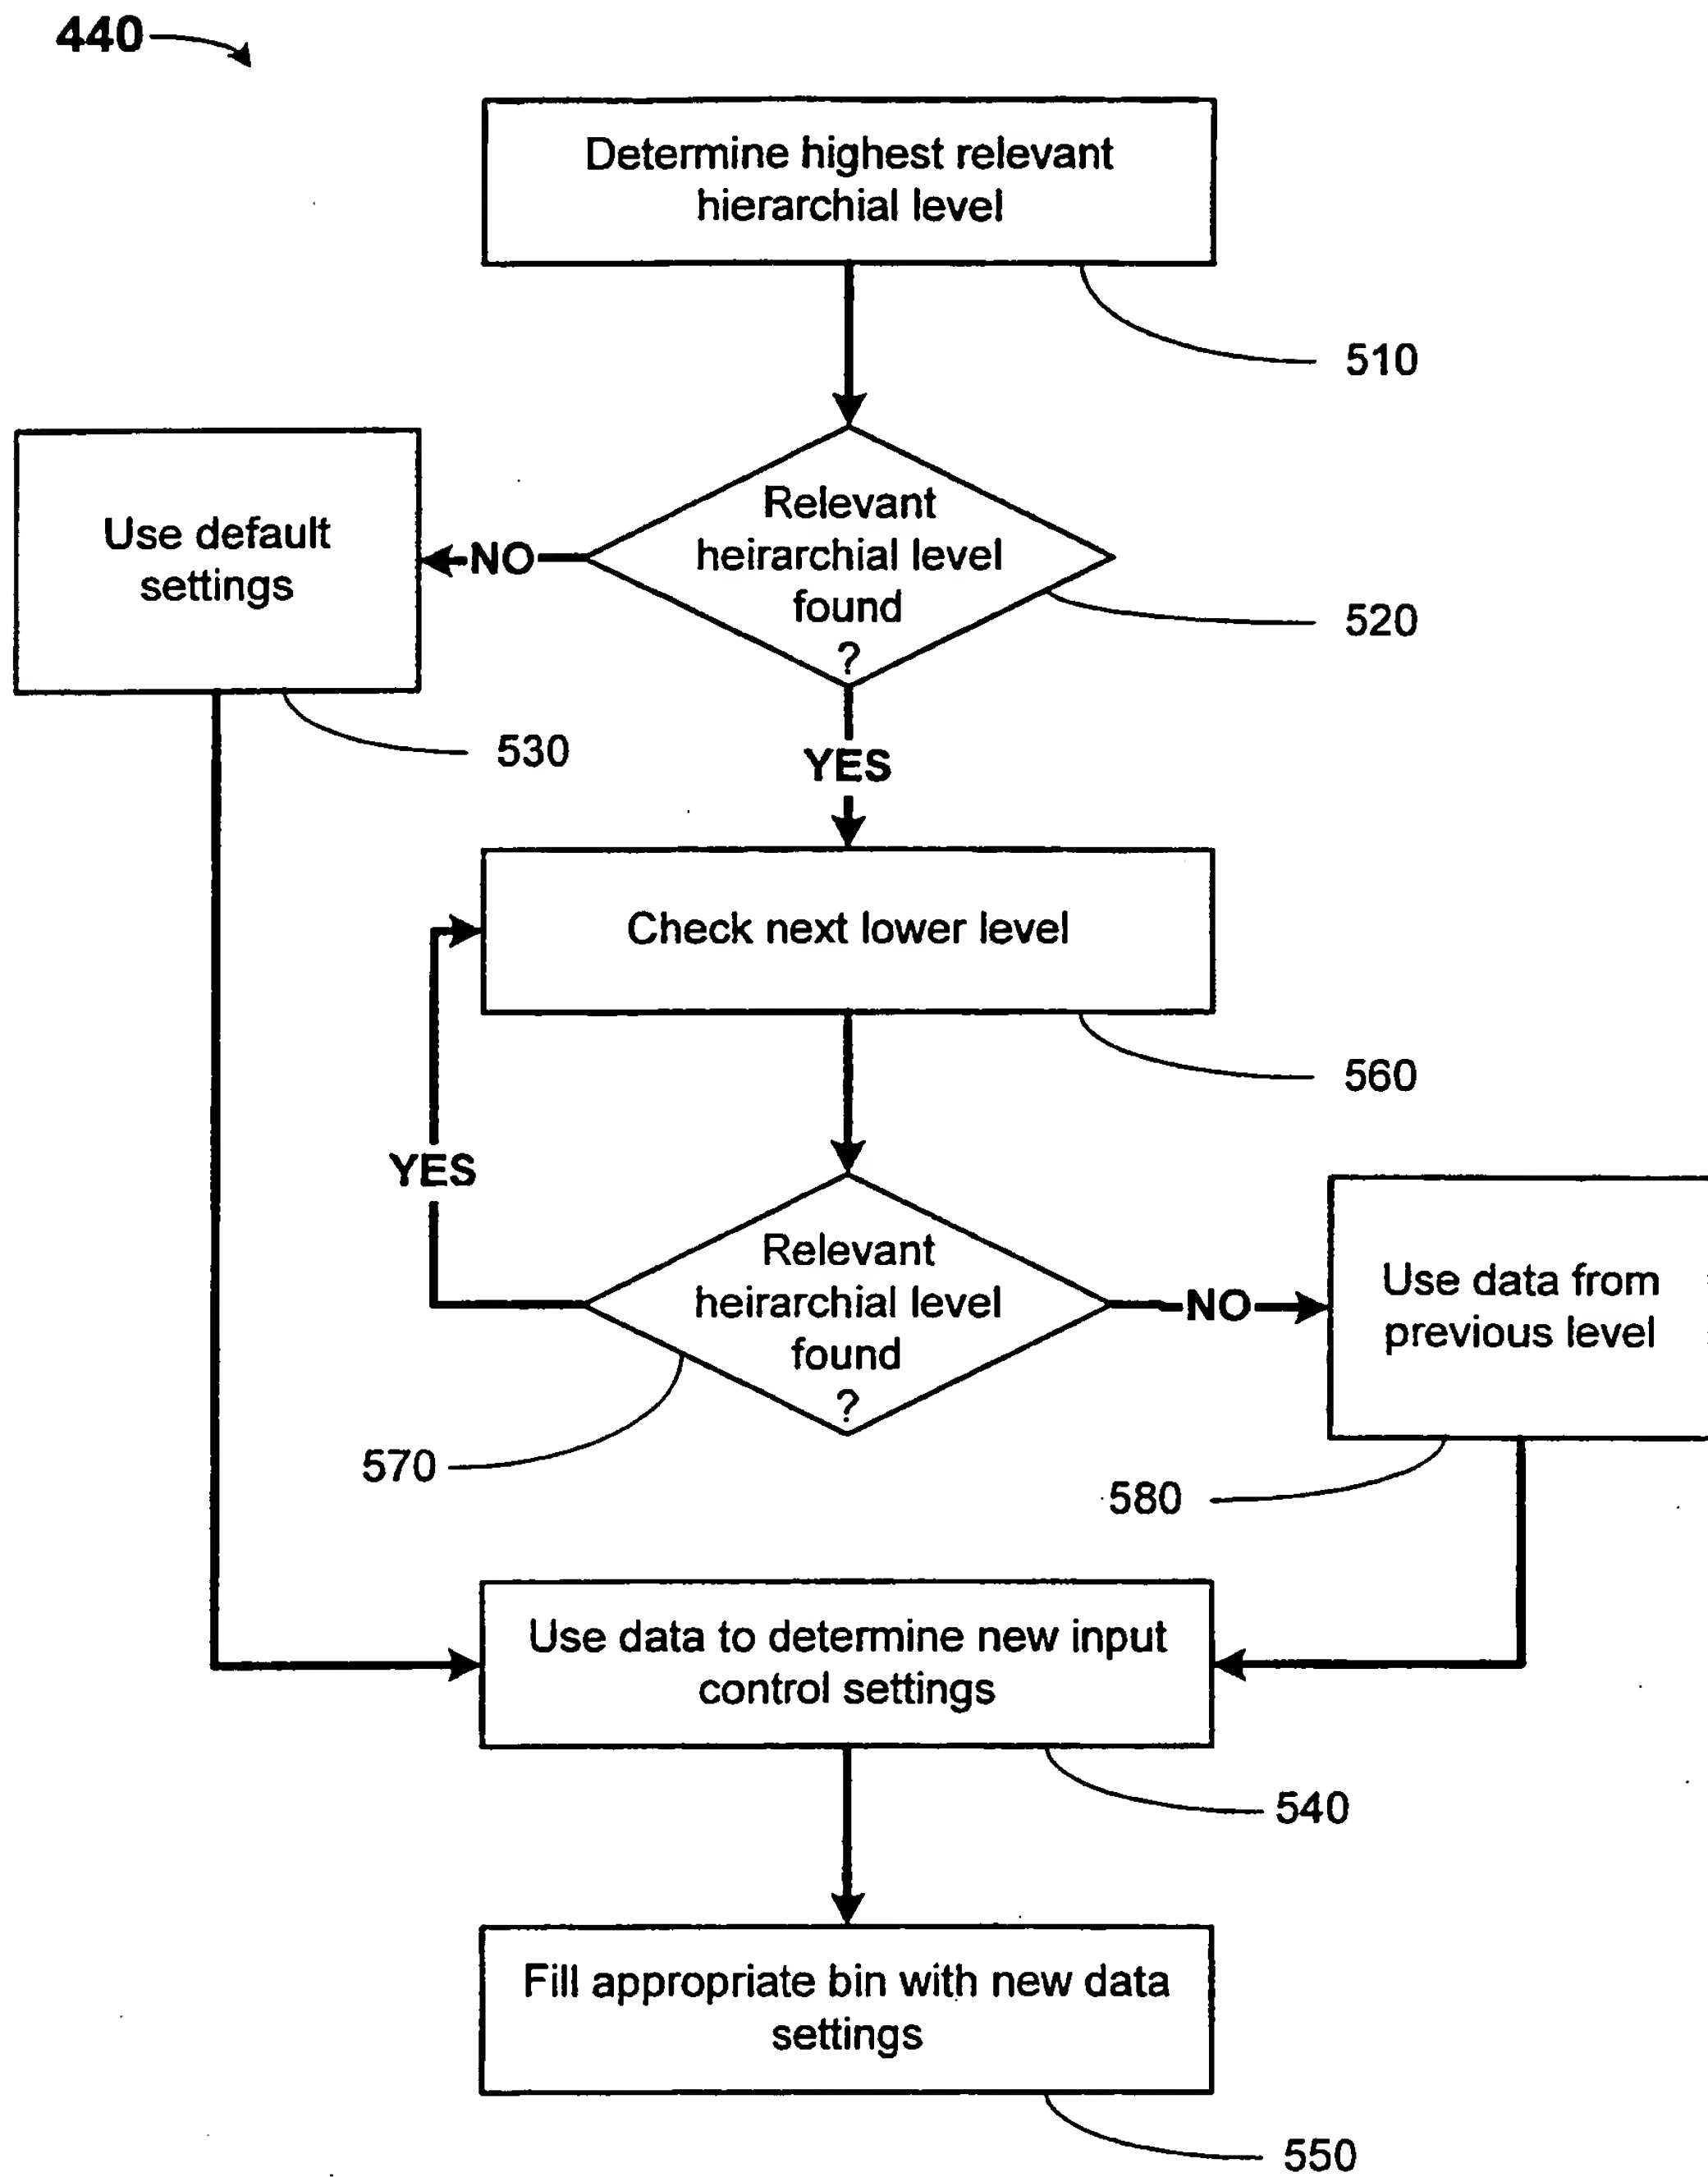 440
Determine highest relevant
hierarchial level
510
Relevant
heirarchial level
found
?
520
NO
Use default
settings
530
YES
Check next lower level
560
YES
Relevant
heirarchial level
found
?
570
NO
Use data from
previous level
580
Use data to determine new input
control settings
540
Fill appropriate bin with new data
settings
550